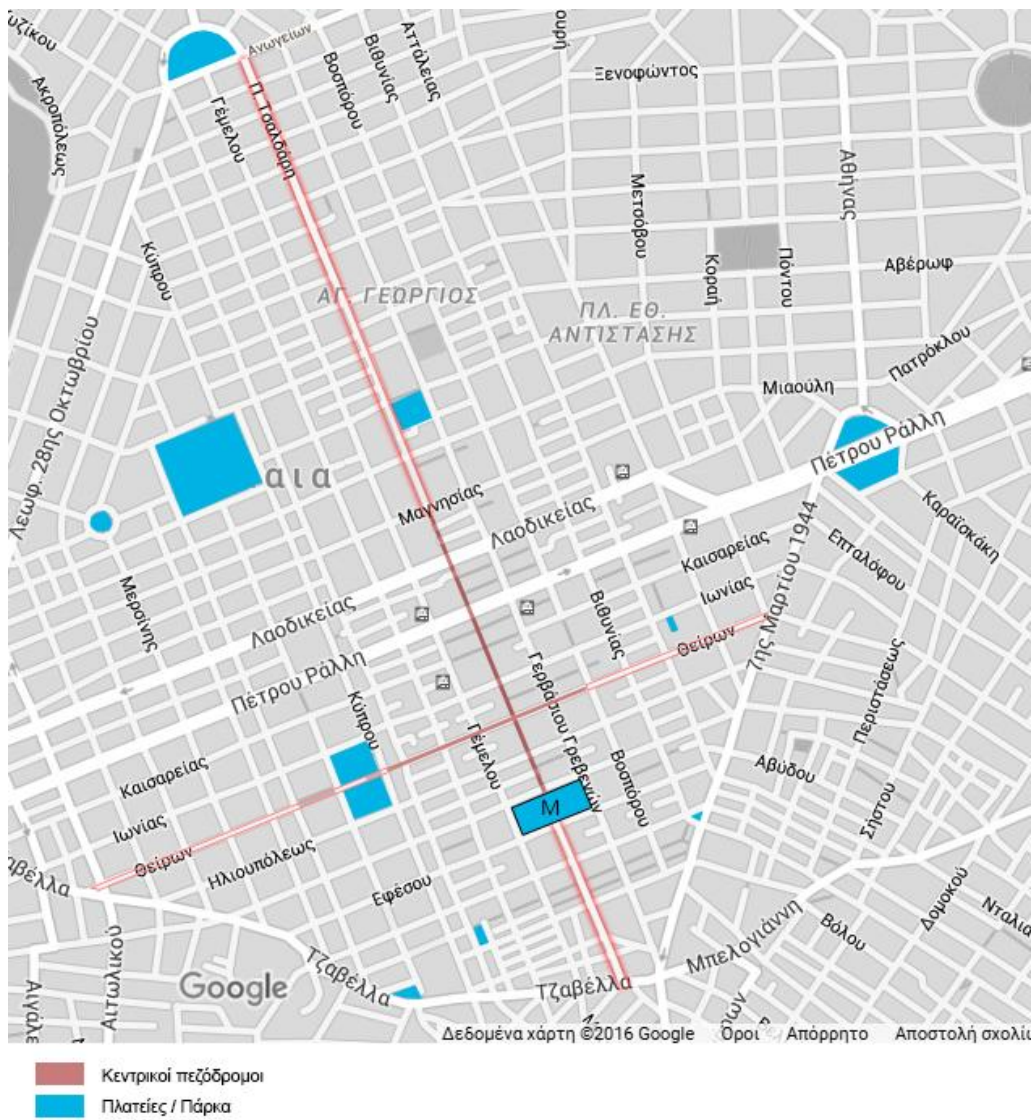 Ανωγείων
Ατταλείας
Βιθυνίας
Βοσπόρου
Π. Τσαλδάρη
Γέμελου
Ακροπόλεως
Ξενοφώντος
Αθήνας
Μετσόβου
Κοραή
Πόντου
Αβέρωφ
Κύπρου
ΑΓ. ΓΕΩΡΓΙΟΣ
ΠΛ. ΕΘ.
ΑΝΤΙΣΤΑΣΗΣ
Λεωφ. 28ης Οκτωβρίου
Πατρόκλου
Μιαούλη
Πέτρου Ράλλη
αια
Μαγνησίας
Λαοδικείας
Καραϊσκάκη
Επταλόφου
7ης Μαρτίου 1944
Καισαρείας
Ιωνίας
Βιθυνίας
Θείρων
Μερσίνης
Λαοδικείας
Πέτρου Ράλλη
Κύπρου
Γέμελου
Γερβασίου Γρεβενών
Βοσπόρου
Περιστάσεως
Αβύδου
Σήστου
Καισαρείας
Ιωνίας
Θείρων
Ηλιουπόλεως
M
Εφέσου
Τζαβέλλα
Αιτωλικού
Τζαβέλλα
Μπελογιάννη
Βόλου
Δομοκού
Google
Δεδομένα χάρτη ©2016 Google Όροι Απόρρητο
Κεντρικοί πεζόδρομοι
Πλατείες / Πάρκα